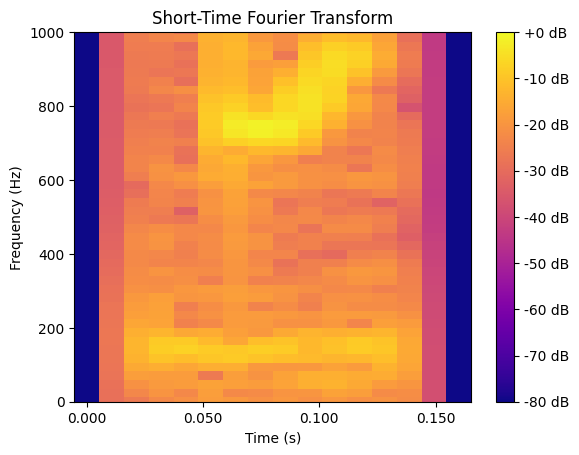 Short-Time Fourier Transform
1000
800
600
400
200
0
Frequency (Hz)
0.000
0.050
0.100
0.150
Time (s)
+0 dB
-10 dB
-20 dB
-30 dB
-40 dB
-50 dB
-60 dB
-70 dB
-80 dB